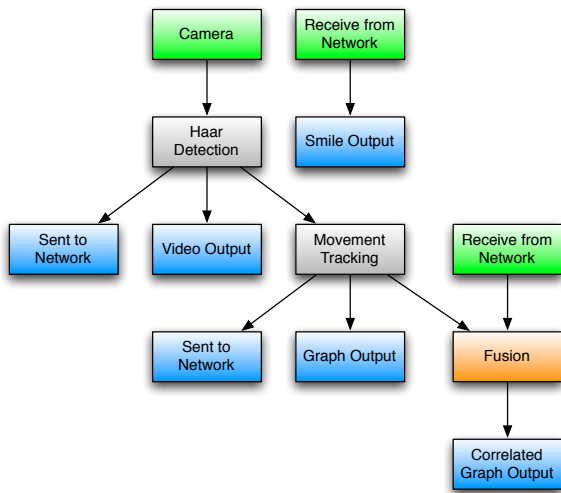 Camera
Receive from
Network
Haar
Detection
Smile Output
Sent to
Network
Video Output
Movement
Tracking
Receive from
Network
Sent to
Network
Graph Output
Fusion
Correlated
Graph Output